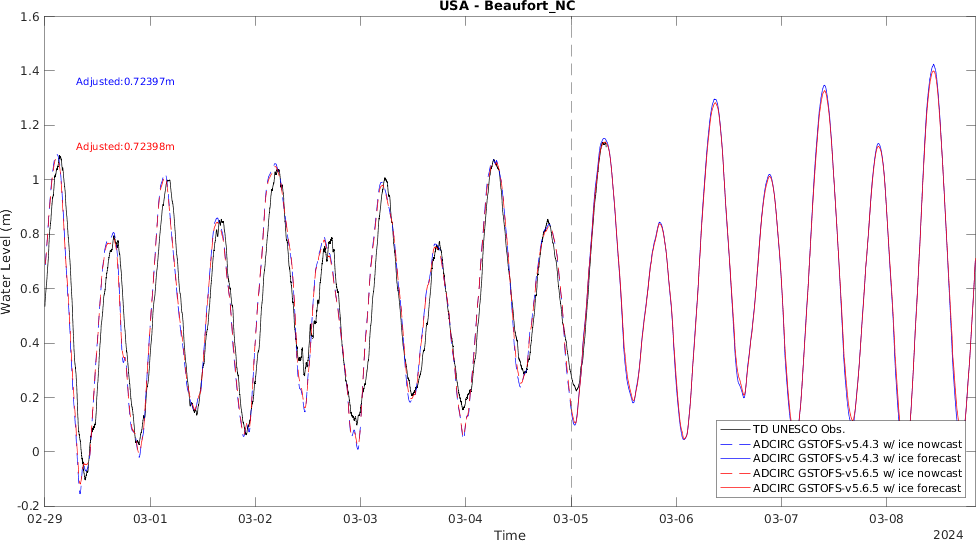 USA - Beaufort_NC
1.6
1.4
1.2
1
0.8
0.6
0.4
0.2
0
-0.2
Water Level (m)
Adjusted:0.72397m
Adjusted:0.72398m
TD UNESCO Obs.
ADCIRC GSTOFS-v5.4.3 w/ ice nowcast
ADCIRC GSTOFS-v5.4.3 w/ ice forecast
ADCIRC GSTOFS-v5.6.5 w/ ice nowcast
ADCIRC GSTOFS-v5.6.5 w/ ice forecast
02-29 03-01 03-02 03-03 03-04 03-05 03-06 03-07 03-08
Time
2024